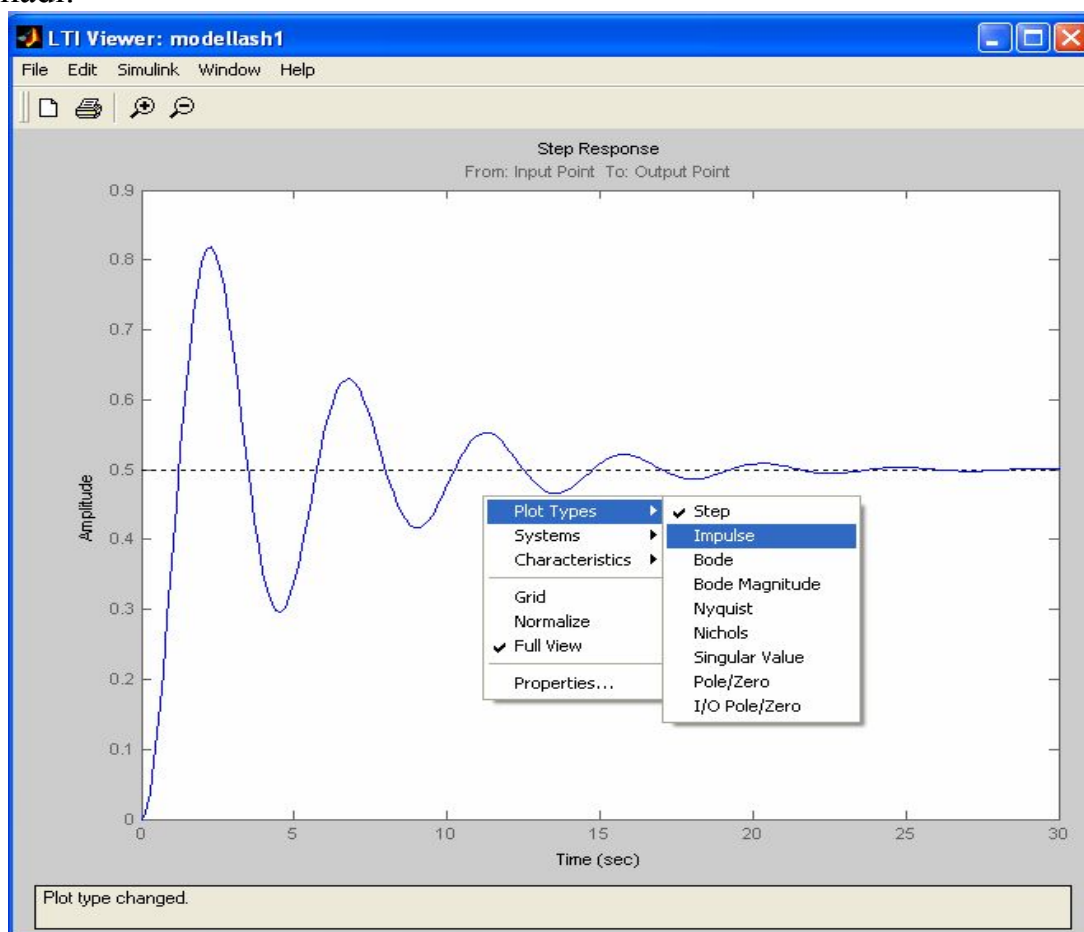 LTI Viewer: modellash1
File Edit Simulink Window Help
Step Response
From: Input Point To: Output Point
0.9
0.8
0.7
0.6
0.5
0.4
0.3
0.2
0.1
0
Amplitude
0 5 10 15 20 25 30
Time (sec)
Plot Types
Systems
Characteristics
Grid
Normalize
Full View
Properties...
Step
Impulse
Bode
Bode Magnitude
Nyquist
Nichols
Singular Value
Pole/Zero
I/O Pole/Zero
Plot type changed.